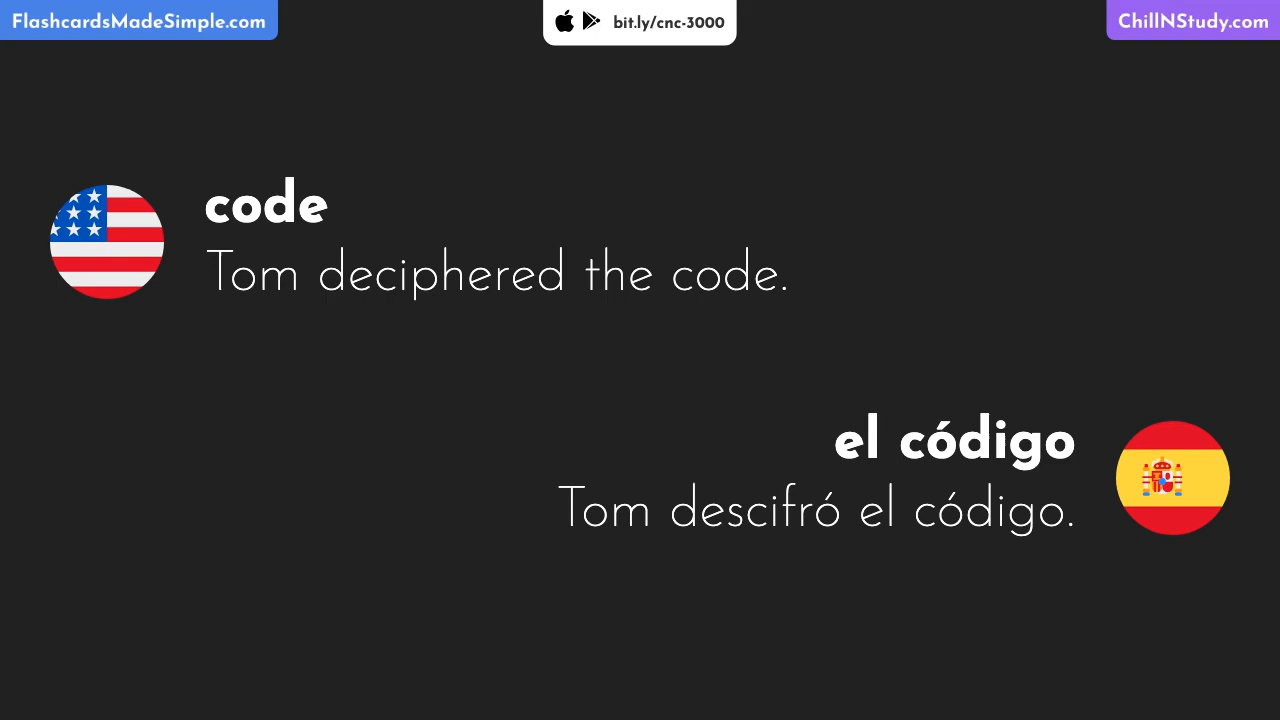 FlashcardsMadeSimple.com
bit.ly/cnc-3000
ChillNStudy.com
code
Tom deciphered the code.
el código
Tom descifró el código.